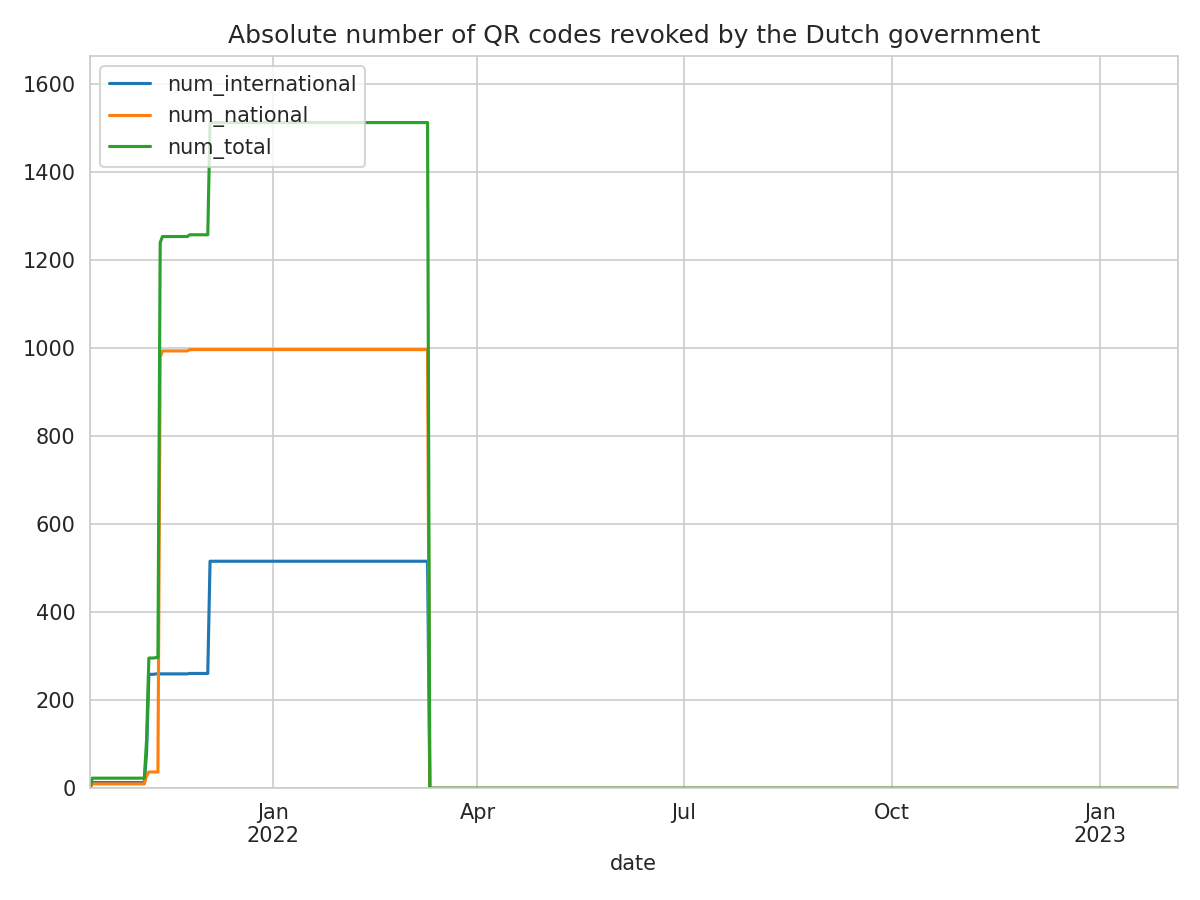 Absolute number of QR codes revoked by the Dutch government
num_international
num_national
num_total
1600
1400
1200
1000
800
600
400
200
0
Jan Apr Jul Oct Jan
2022 2023
date